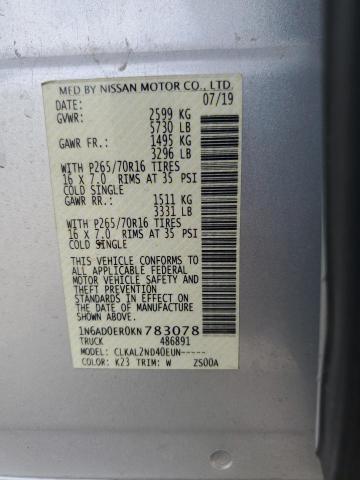 MFD BY NISSAN MOTOR CO., LTD.
DATE: 07/19
GVWR: 2599 KG
5730 LB
GAWR FR.: 1495 KG
3296 LB
WITH P265/70R16 TIRES
16 X 7.0 RIMS AT 35 PSI
COLD SINGLE
GAWR RR.: 1511 KG
3331 LB
WITH P265/70R16 TIRES
16 X 7.0 RIMS AT 35 PSI
COLD SINGLE
THIS VEHICLE CONFORMS TO
ALL APPLICABLE FEDERAL
MOTOR VEHICLE SAFETY AND
AND THEFT PREVENTION
STANDARDS IN EFFECT ON
THE DATE OF MANUFACTURE
SHOWN ABOVE.
1N6AD0ER0KN783078
TRUCK 486891
MODEL: CLKAL2ND40EUN-----
COLOR: K23 TRIM: W ZS00A